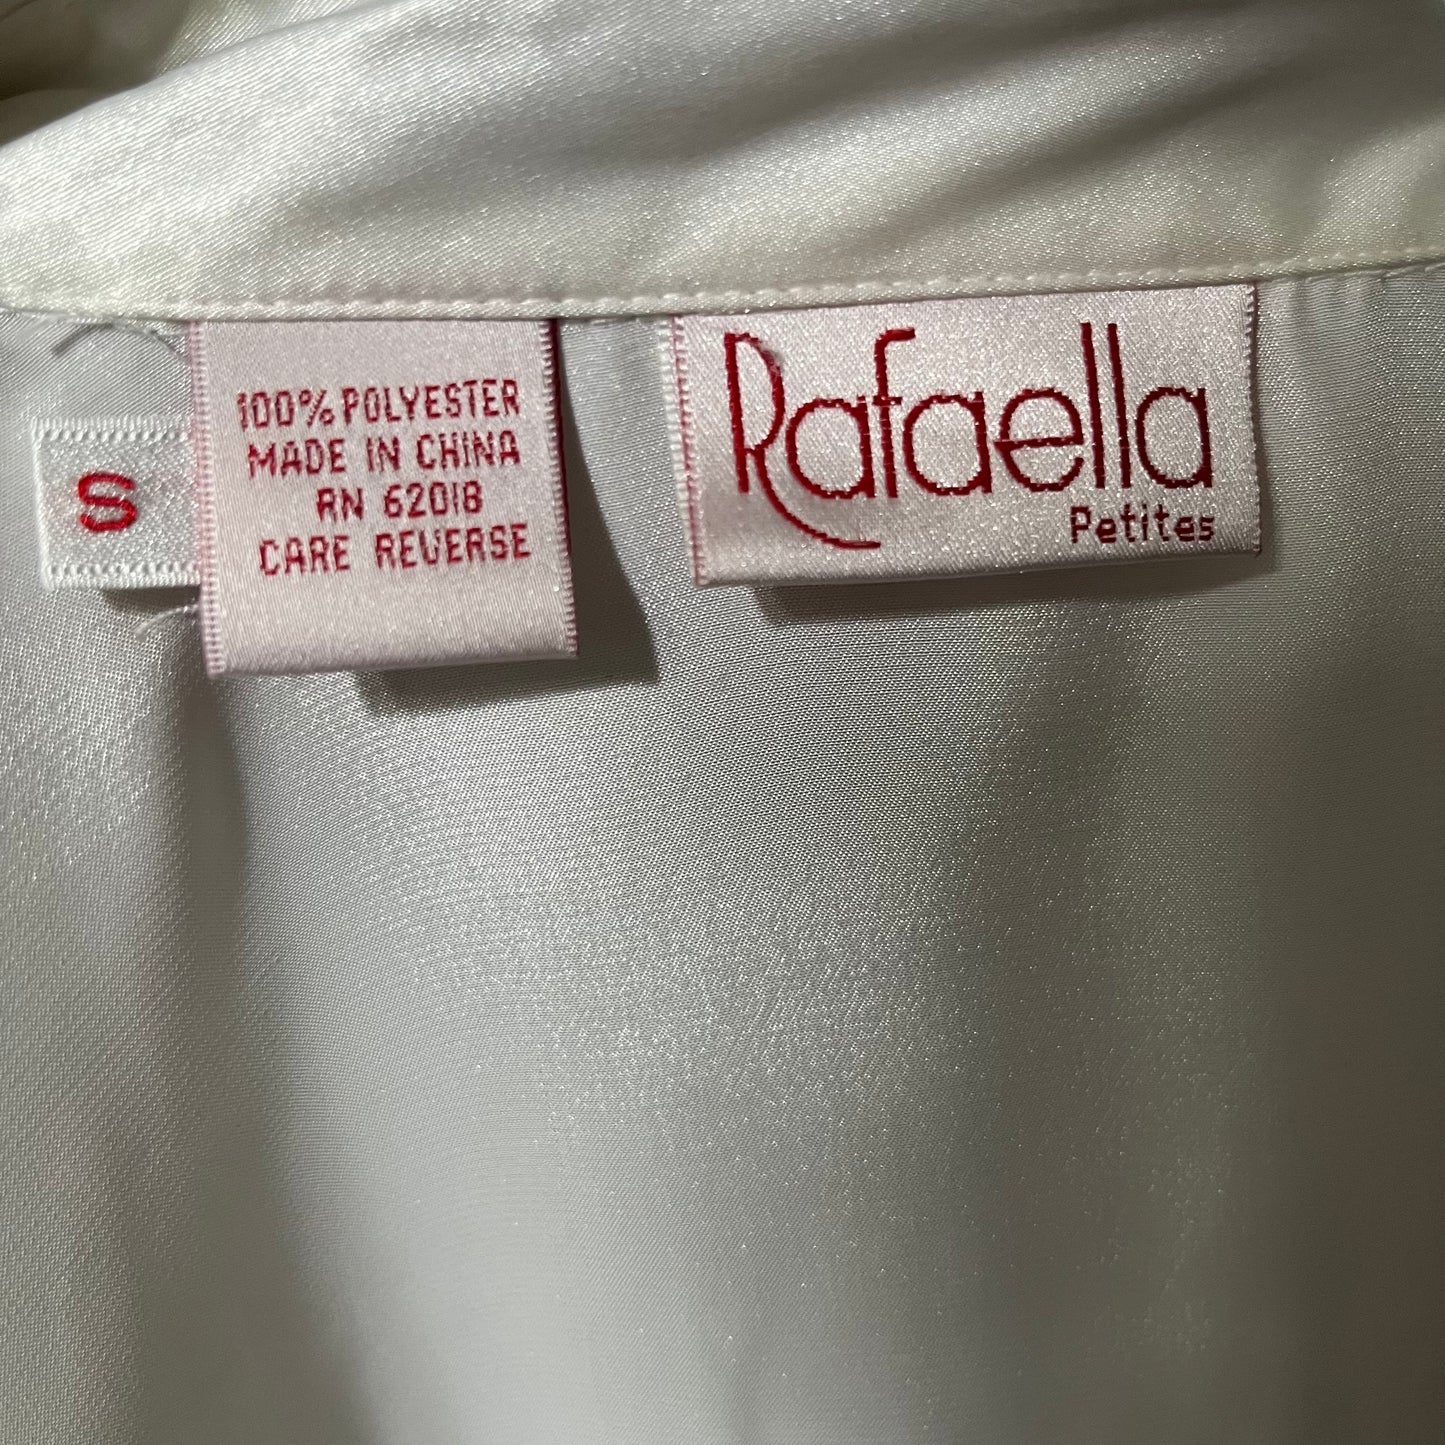 S
100% POLYESTER
MADE IN CHINA
RN 62018
CARE REVERSE
Rafaella
Petites